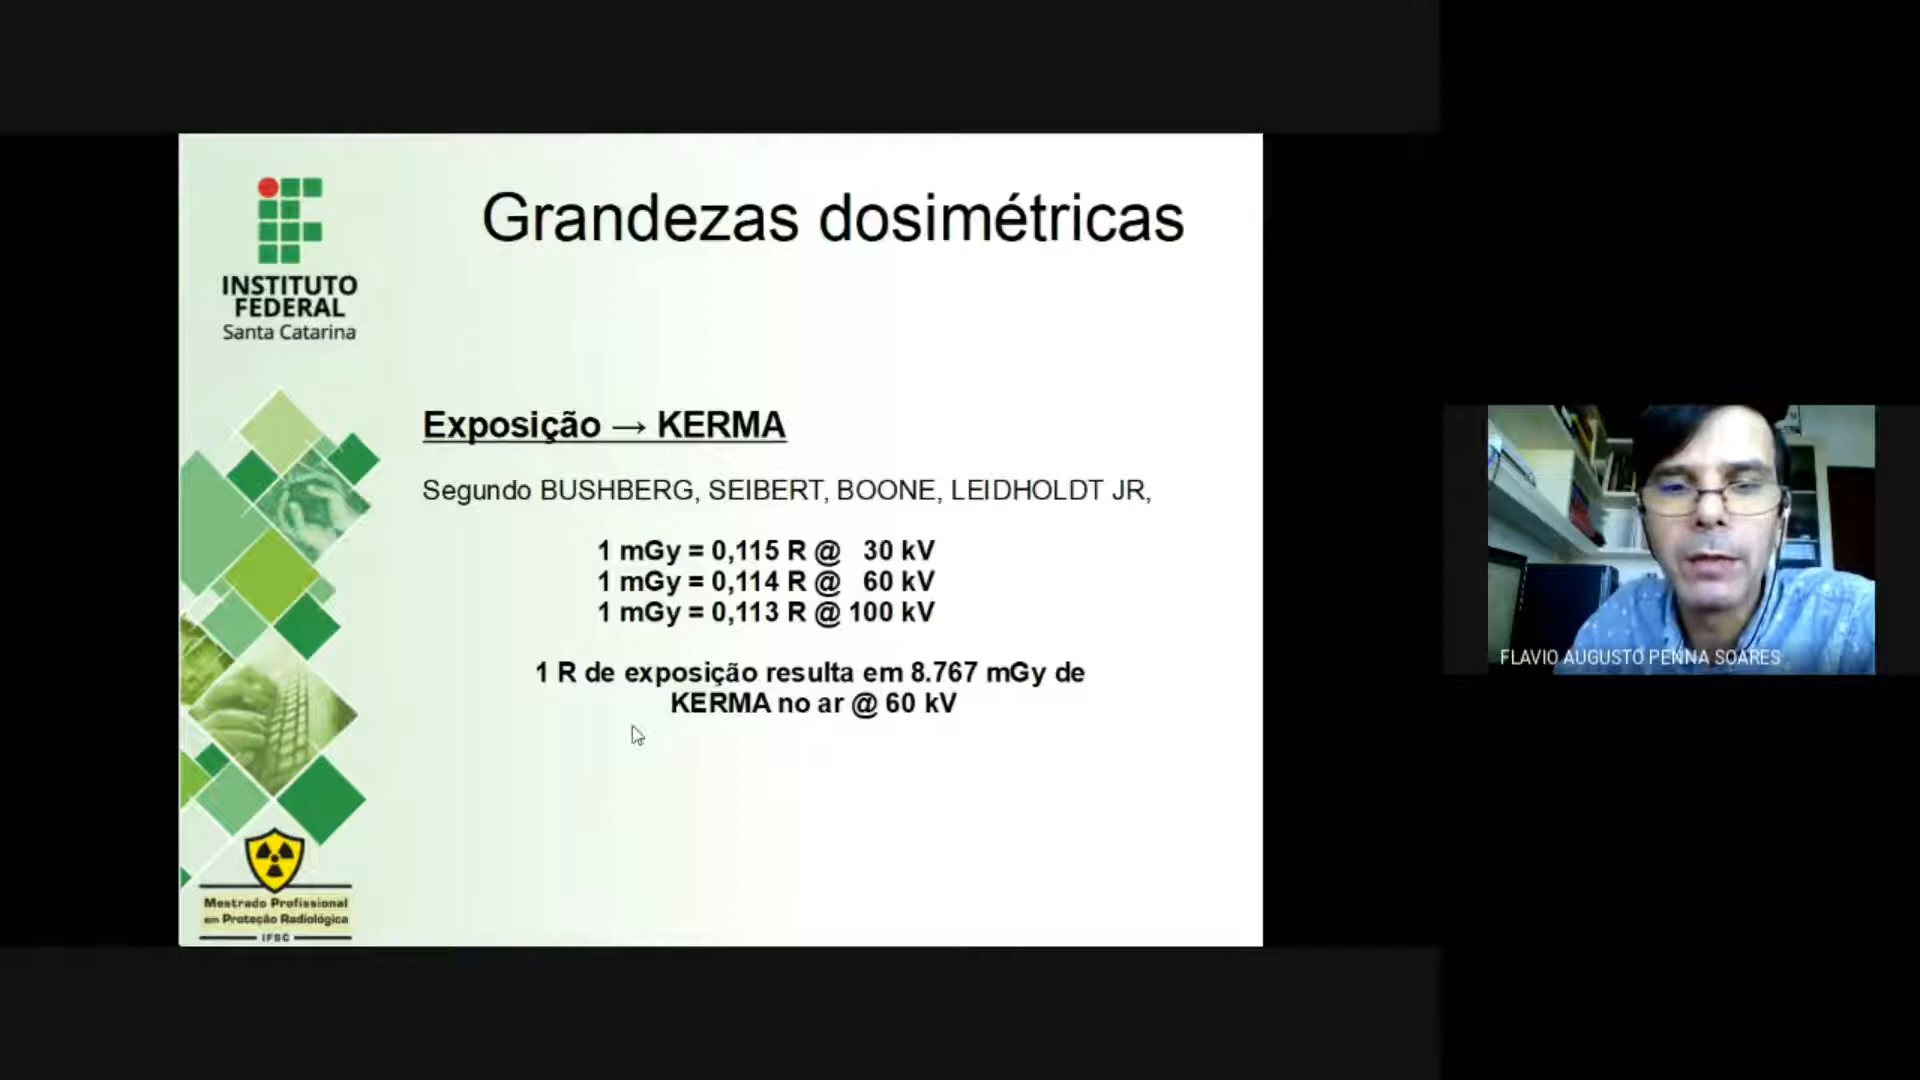 Grandezas dosimétricas
INSTITUTO
FEDERAL
Santa Catarina
Exposição → KERMA
Segundo BUSHBERG, SEIBERT, BOONE, LEIDHOLDT JR,
1 mGy = 0,115 R @ 30 kV
1 mGy = 0,114 R @ 60 kV
1 mGy = 0,113 R @ 100 kV
1 R de exposição resulta em 8.767 mGy de
KERMA no ar @ 60 kV
Mestrado Profissional
em Proteção Radiológica
IFSC
FLAVIO AUGUSTO PENNA SOARES